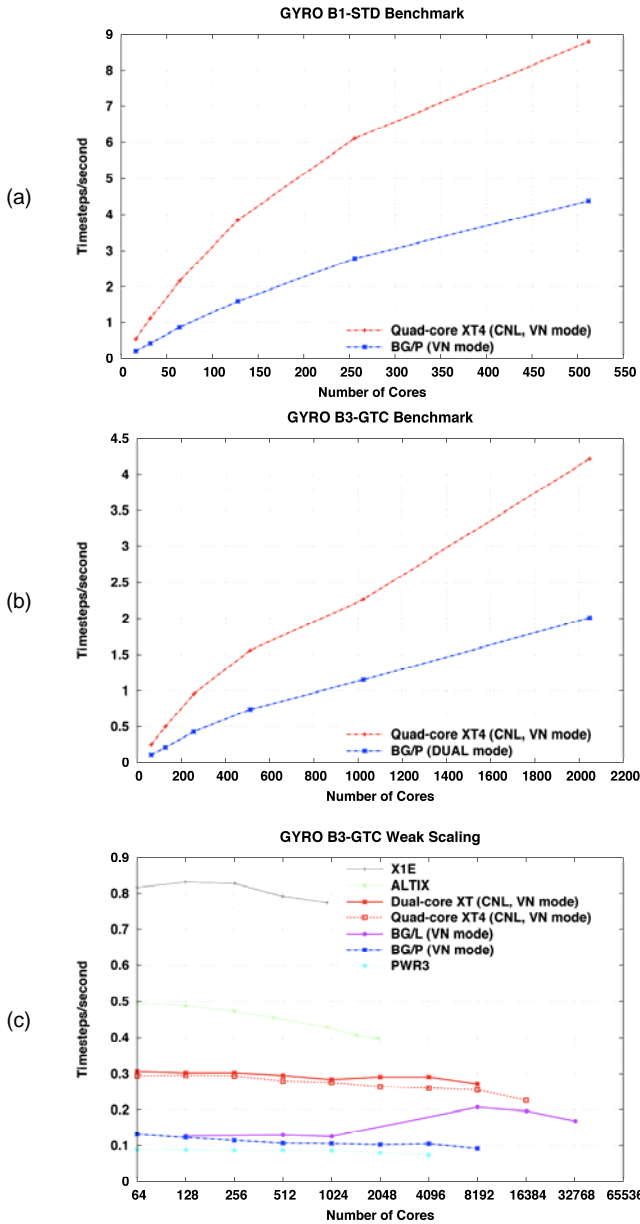 GYRO B1-STD Benchmark
9
8
7
6
5
4
3
2
1
0
Timesteps/second
(a)
Quad-core XT4 (CNL, VN mode)
BG/P (VN mode)
0 50 100 150 200 250 300 350 400 450 500 550
Number of Cores
GYRO B3-GTC Benchmark
4.5
4
3.5
3
2.5
2
1.5
1
0.5
0
Timesteps/second
(b)
Quad-core XT4 (CNL, VN mode)
BG/P (DUAL mode)
0 200 400 600 800 1000 1200 1400 1600 1800 2000 2200
Number of Cores
GYRO B3-GTC Weak Scaling
0.9
0.8
0.7
0.6
0.5
0.4
0.3
0.2
0.1
0
Timesteps/second
(c)
X1E
ALTIX
Dual-core XT (CNL, VN mode)
Quad-core XT4 (CNL, VN mode)
BG/L (VN mode)
BG/P (VN mode)
PWR3
64 128 256 512 1024 2048 4096 8192 16384 32768 65536
Number of Cores